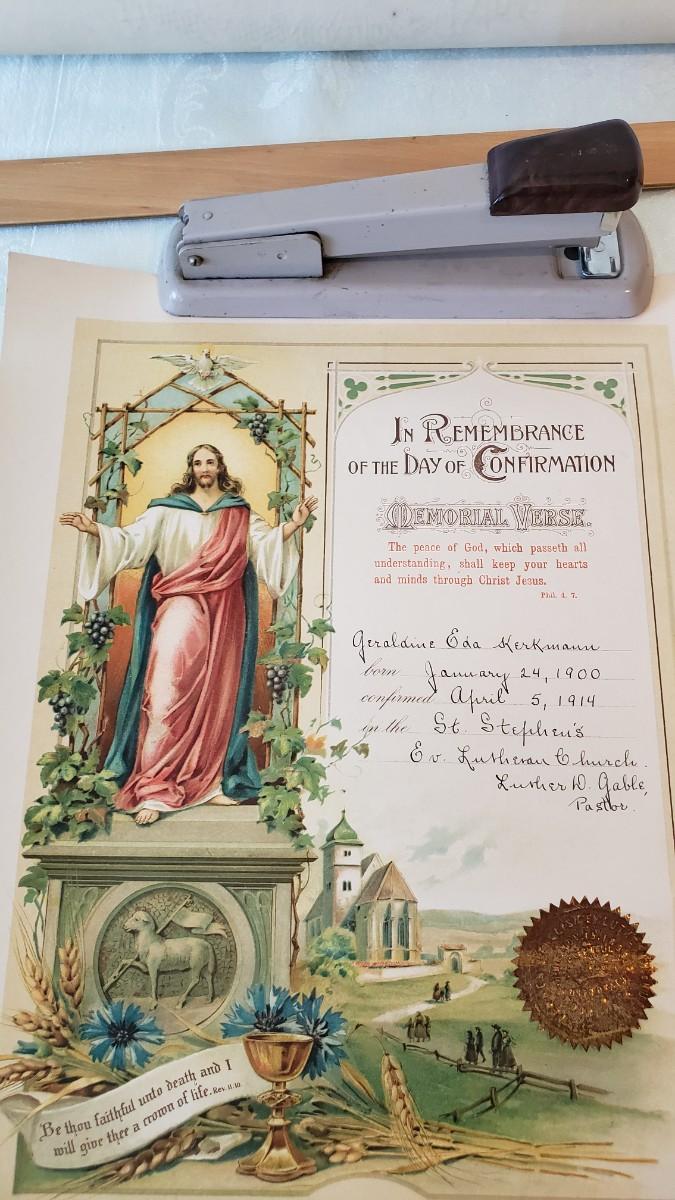 In Remembrance
of the Day of Confirmation
Memorial Verse.
The peace of God, which passeth all
understanding, shall keep your hearts
and minds through Christ Jesus.
Phil. 4. 7.
Geraldine Eda Kerkmann
born January 24, 1900
confirmed April 5, 1914
in the St. Stephen's
Ev. Lutheran Church.
Luther D. Gable,
Pastor.
Be thou faithful unto death and I
will give thee a crown of life. Rev. II. 10.